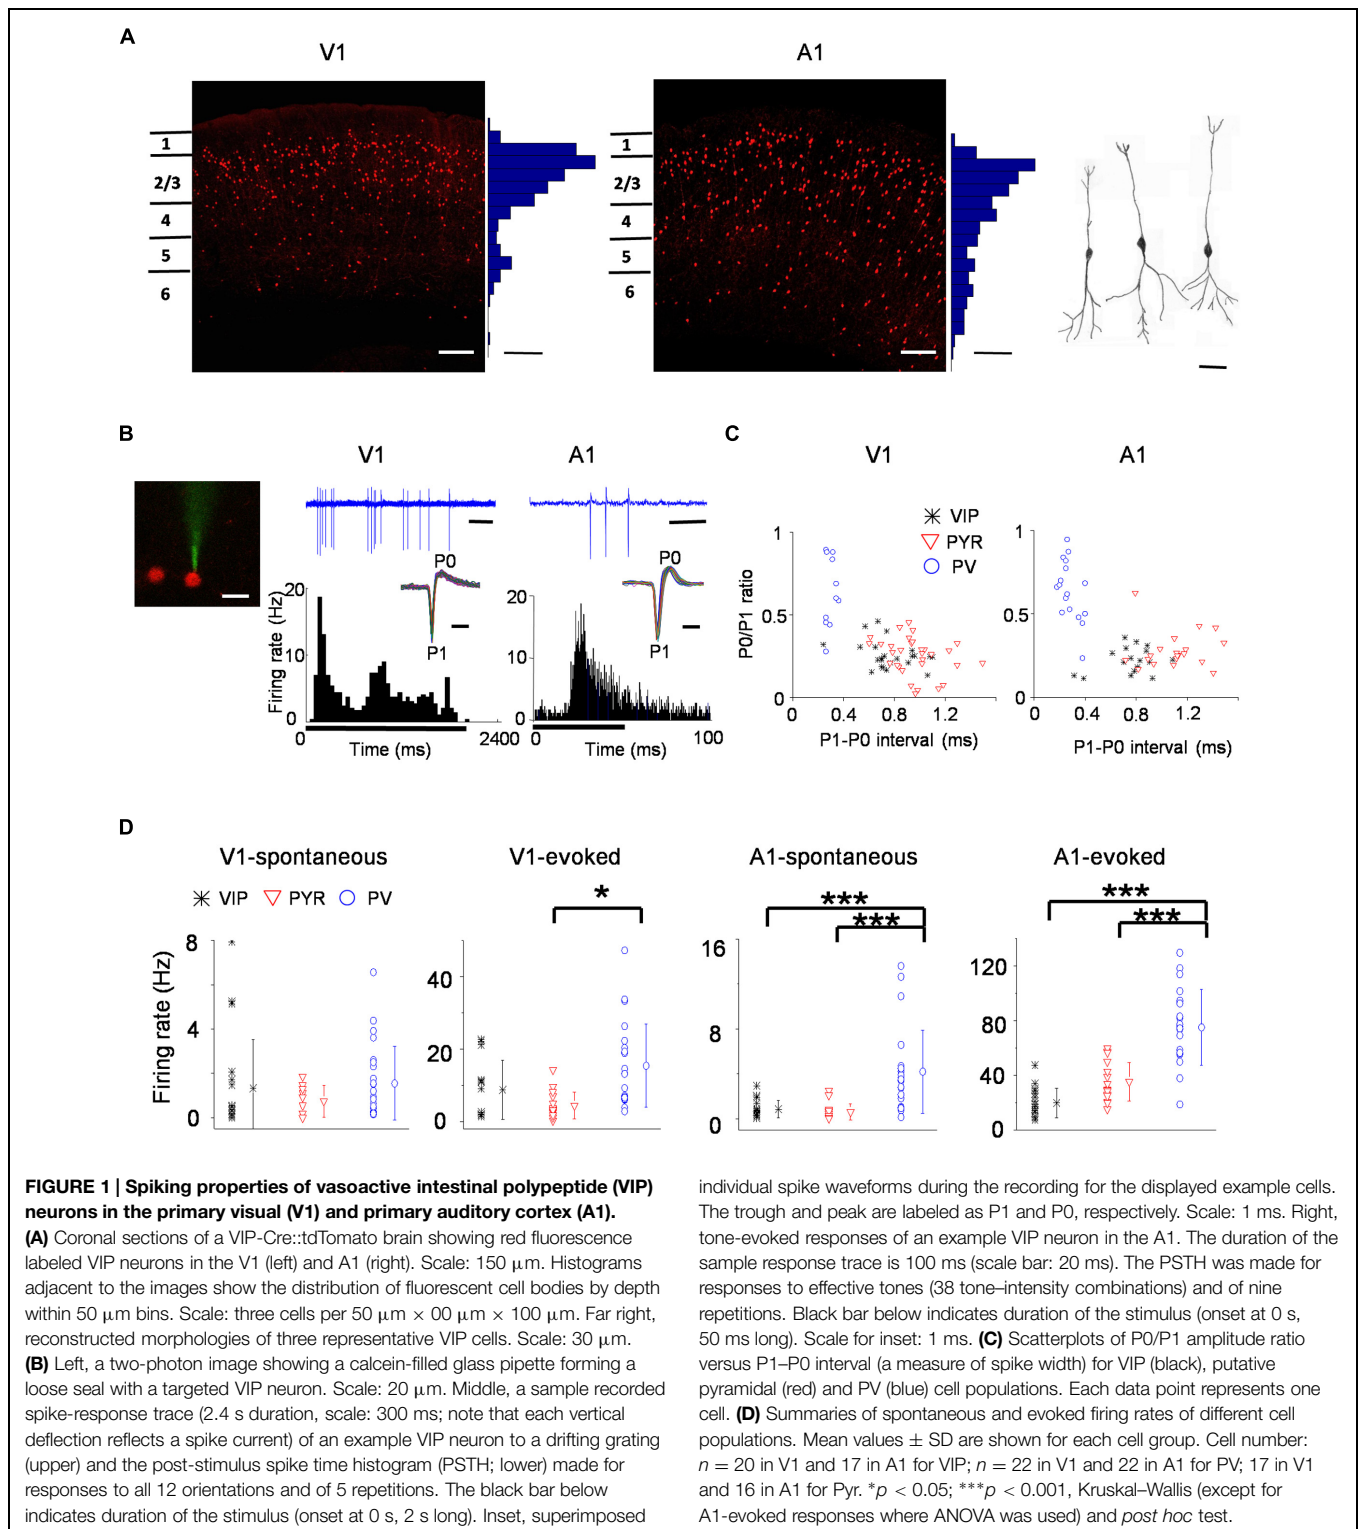 A
V1
A1
1
2/3
4
5
6
1
2/3
4
5
6
B
V1
A1
P0
P1
Firing rate (Hz)
20
10
0
0
2400
Time (ms)
P0
P1
20
10
0
0
100
Time (ms)
C
V1
A1
VIP
PYR
PV
P0/P1 ratio
1
0.5
0
0
0.4
0.8
1.2
P1-P0 interval (ms)
1
0.5
0
0
0.4
0.8
1.2
P1-P0 interval (ms)
D
V1-spontaneous
V1-evoked
A1-spontaneous
A1-evoked
VIP PYR PV
*
***
***
***
***
Firing rate (Hz)
8
4
0
40
20
0
16
8
0
120
80
40
0
FIGURE 1 | Spiking properties of vasoactive intestinal polypeptide (VIP)
neurons in the primary visual (V1) and primary auditory cortex (A1).
(A) Coronal sections of a VIP-Cre::tdTomato brain showing red fluorescence
labeled VIP neurons in the V1 (left) and A1 (right). Scale: 150 μm. Histograms
adjacent to the images show the distribution of fluorescent cell bodies by depth
within 50 μm bins. Scale: three cells per 50 μm × 00 μm × 100 μm. Far right,
reconstructed morphologies of three representative VIP cells. Scale: 30 μm.
(B) Left, a two-photon image showing a calcein-filled glass pipette forming a
loose seal with a targeted VIP neuron. Scale: 20 μm. Middle, a sample recorded
spike-response trace (2.4 s duration, scale: 300 ms; note that each vertical
deflection reflects a spike current) of an example VIP neuron to a drifting grating
(upper) and the post-stimulus spike time histogram (PSTH; lower) made for
responses to all 12 orientations and of 5 repetitions. The black bar below
indicates duration of the stimulus (onset at 0 s, 2 s long). Inset, superimposed
individual spike waveforms during the recording for the displayed example cells.
The trough and peak are labeled as P1 and P0, respectively. Scale: 1 ms. Right,
tone-evoked responses of an example VIP neuron in the A1. The duration of the
sample response trace is 100 ms (scale bar: 20 ms). The PSTH was made for
responses to effective tones (38 tone–intensity combinations) and of nine
repetitions. Black bar below indicates duration of the stimulus (onset at 0 s,
50 ms long). Scale for inset: 1 ms. (C) Scatterplots of P0/P1 amplitude ratio
versus P1–P0 interval (a measure of spike width) for VIP (black), putative
pyramidal (red) and PV (blue) cell populations. Each data point represents one
cell. (D) Summaries of spontaneous and evoked firing rates of different cell
populations. Mean values ± SD are shown for each cell group. Cell number:
n = 20 in V1 and 17 in A1 for VIP; n = 22 in V1 and 22 in A1 for PV; 17 in V1
and 16 in A1 for Pyr. *p < 0.05; ***p < 0.001, Kruskal–Wallis (except for
A1-evoked responses where ANOVA was used) and post hoc test.